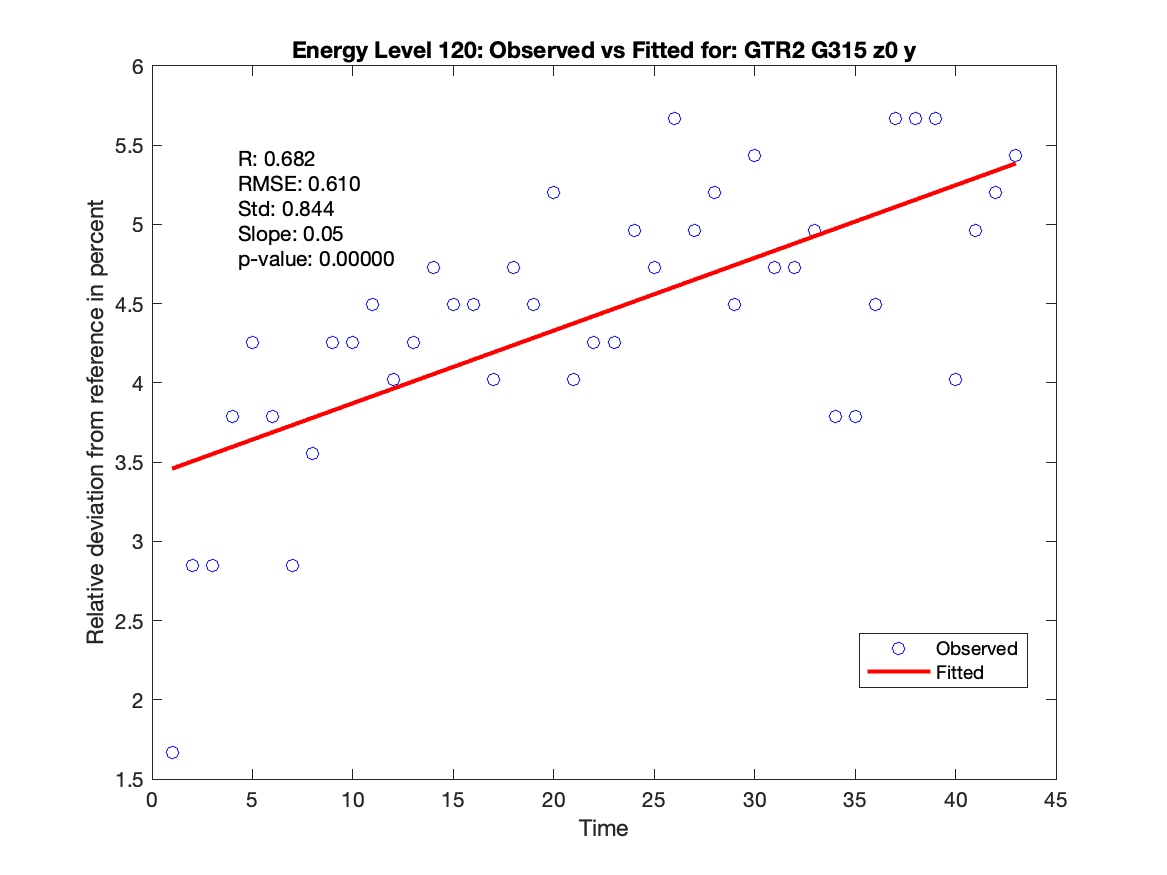 Energy Level 120: Observed vs Fitted for: GTR2 G315 z0 y
6
5.5
5
4.5
4
3.5
3
2.5
2
1.5
Relative deviation from reference in percent
R: 0.682
RMSE: 0.610
Std: 0.844
Slope: 0.05
p-value: 0.00000
Observed
Fitted
0 5 10 15 20 25 30 35 40 45
Time